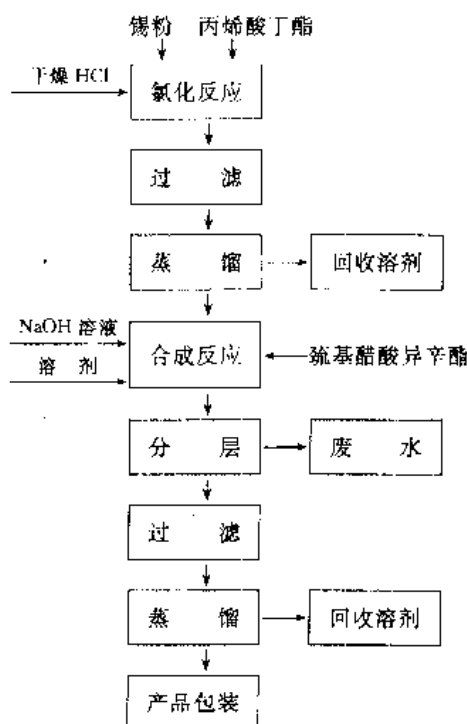 锡粉 丙烯酸丁酯
干燥 HCl
氯化反应
过 滤
蒸 馏
回收溶剂
NaOH 溶液
溶 剂
合成反应
巯基醋酸异辛酯
分 层
废 水
过 滤
蒸 馏
回收溶剂
产品包装